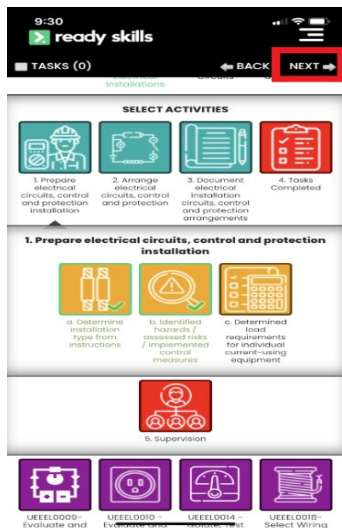 9:30
ready skills
TASKS (0)
BACK
NEXT
Installations
SELECT ACTIVITIES
1. Prepare
electrical
circuits, control
and protection
installation
2. Arrange
electrical
circuits, control
and protection
3. Document
electrical
installation
circuits, control
and protection
arrangements
4. Tasks
Completed
1. Prepare electrical circuits, control and protection
installation
a. Determine
installation
type from
instructions
b. Identified
hazards /
assessed risks
/ implemented
control
measures
c. Determined
load
requirements
for individual
current-using
equipment
5. Supervision
UEEEL0009-
Evaluate and
UEEEL0010 -
Evaluate and
UEEEL0014 -
Isolate, Test
UEEEL0018-
Select Wiring